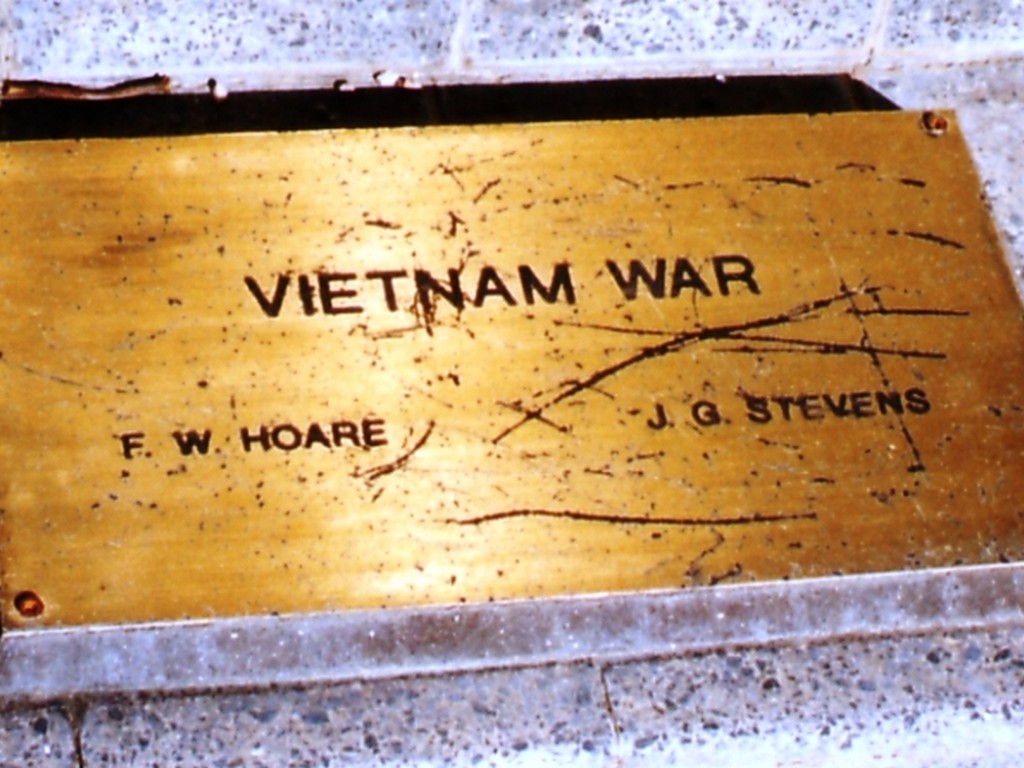 VIETNAM WAR
F. W. HOARE J. G. STEVENS